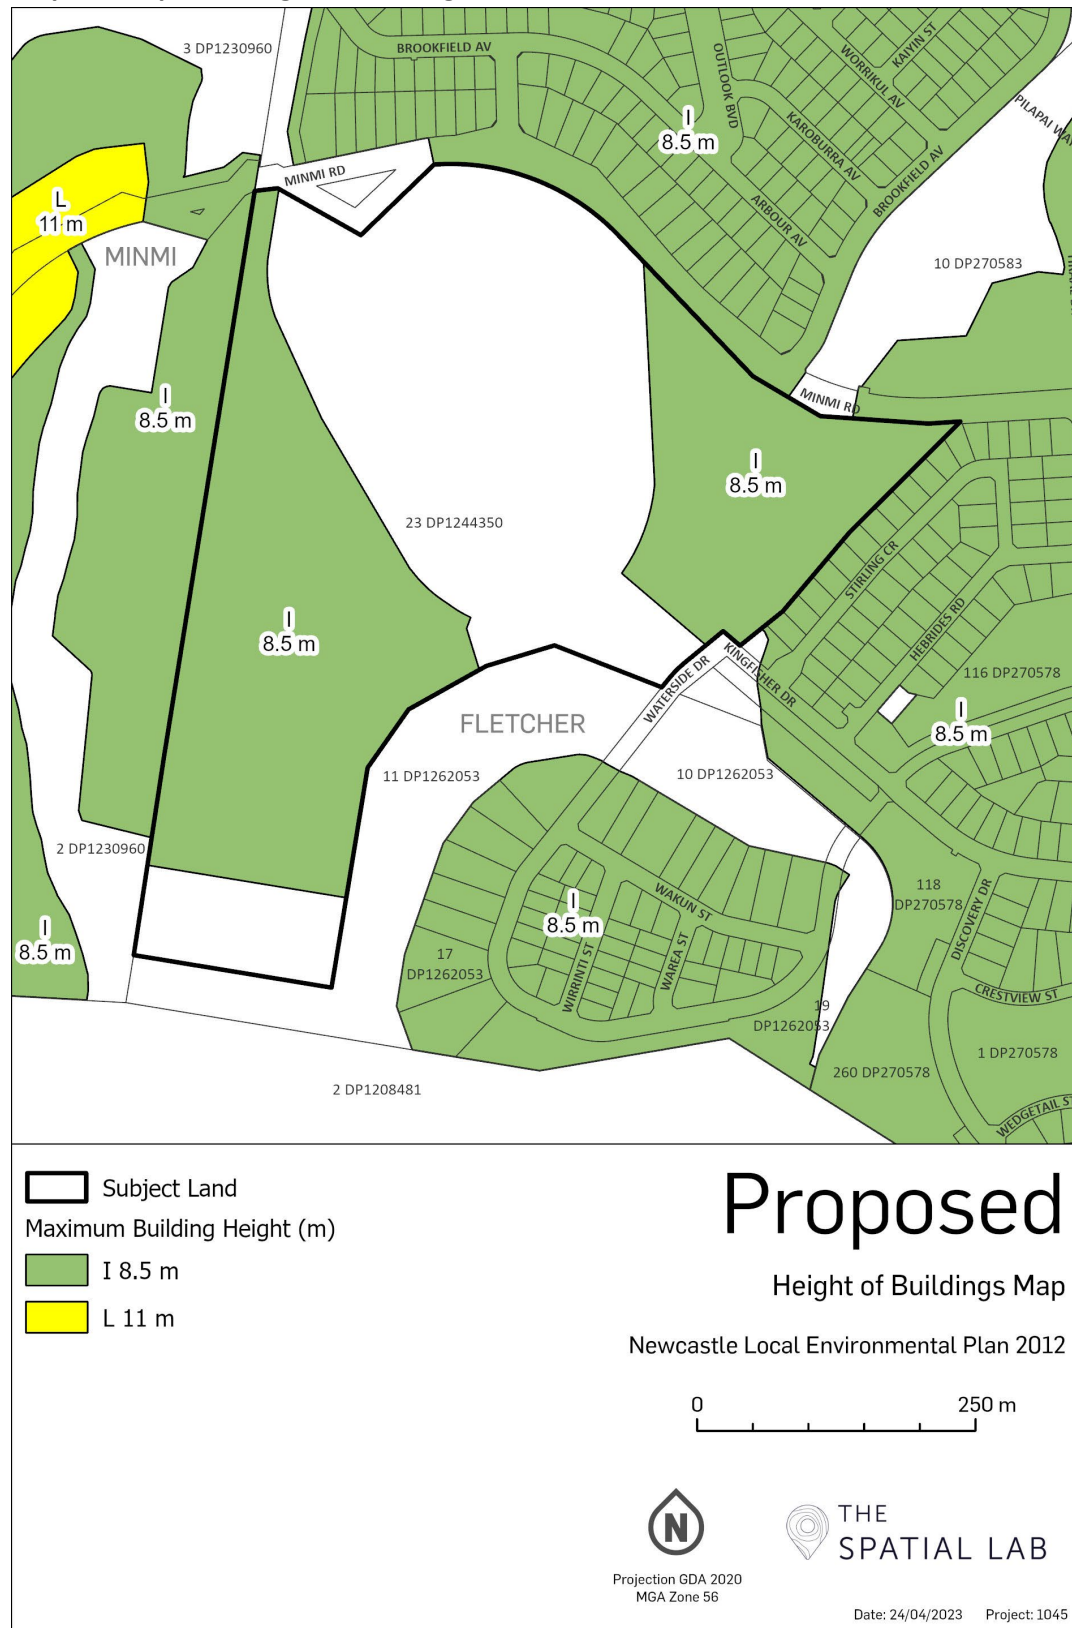 3 DP1230960
BROOKFIELD AV
OUTLOOK BVD
WORRIKUL AV
KAIYIN ST
PILAPAI WA
I
8.5 m
KAROBURRA AV
BROOKFIELD AV
MINMI RD
ARBOUR AV
L
11 m
MINMI
10 DP270583
I
8.5 m
MINMI RD
I
8.5 m
23 DP1244350
STIRLING CR
HEBRIDES RD
I
8.5 m
KINGFISHER DR
WATERSIDE DR
116 DP270578
I
8.5 m
FLETCHER
11 DP1262053
10 DP1262053
2 DP1230960
WAKUN ST
118
DP270578
I
8.5 m
I
8.5 m
DISCOVERY DR
WIRRINTI ST
WAREA ST
17
DP1262053
CRESTVIEW ST
19
DP1262053
1 DP270578
260 DP270578
2 DP1208481
WEDGETAIL S
Subject Land
Maximum Building Height (m)
I 8.5 m
L 11 m
Proposed
Height of Buildings Map
Newcastle Local Environmental Plan 2012
0 250 m
N
THE
SPATIAL LAB
Projection GDA 2020
MGA Zone 56
Date: 24/04/2023 Project: 1045